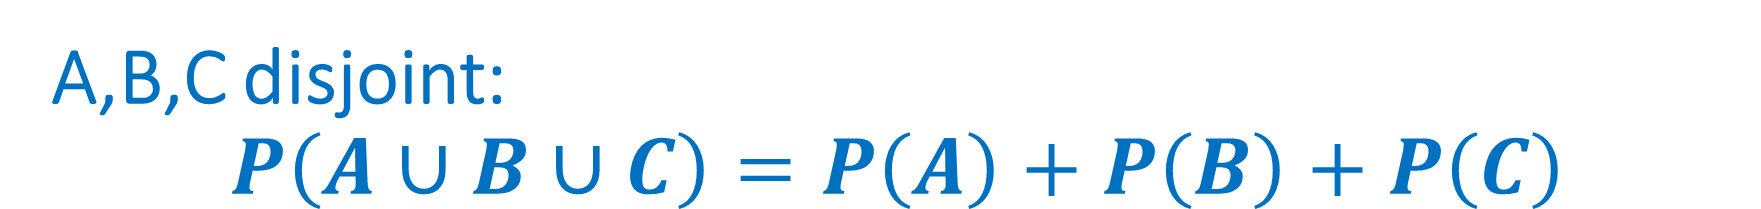 A,B,C disjoint:
P(A ∪ B ∪ C) = P(A) + P(B) + P(C)